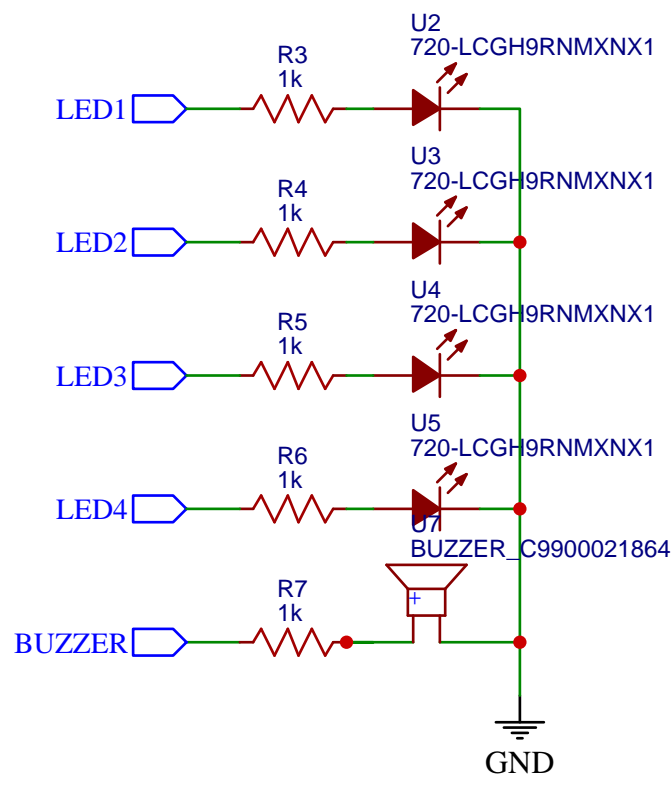 U2
720-LCGH9RNMXNX1
R3
1k
LED1
U3
720-LCGH9RNMXNX1
R4
1k
LED2
U4
720-LCGH9RNMXNX1
R5
1k
LED3
U5
720-LCGH9RNMXNX1
R6
1k
LED4
U7
BUZZER_C9900021864
R7
1k
+
BUZZER
GND